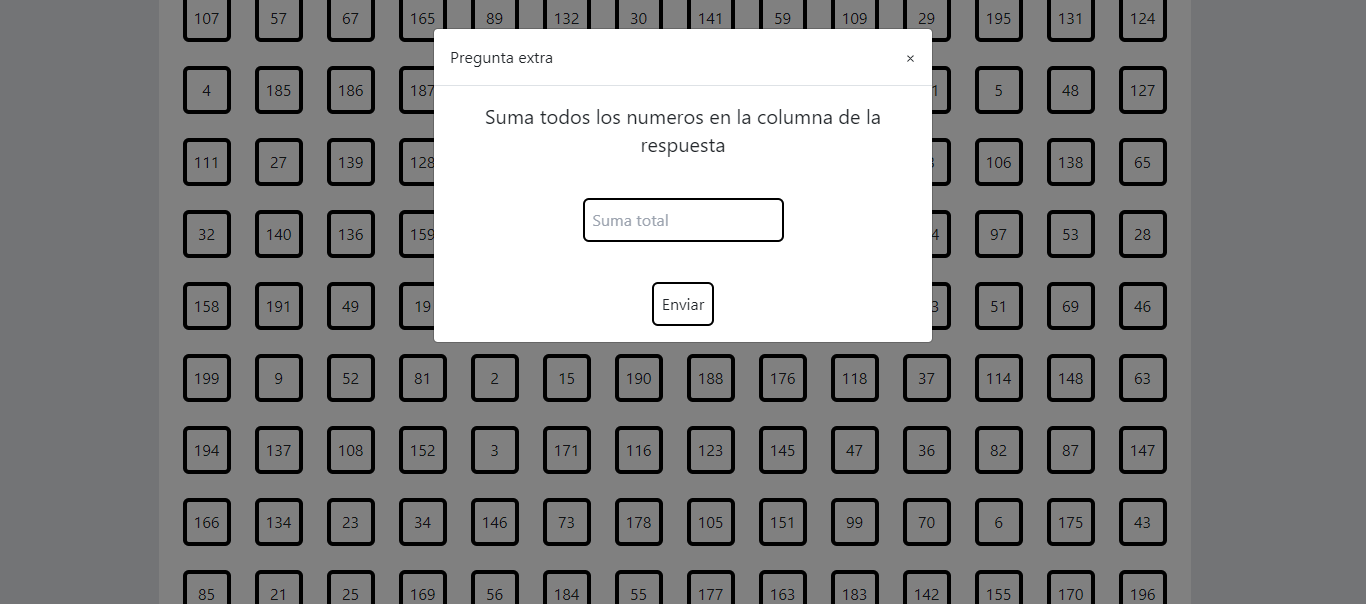 107 57 67 165 89 132 30 141 59 109 29 195 131 124
Pregunta extra ×
4 185 186 187 5 48 127
Suma todos los numeros en la columna de la
respuesta
111 27 139 128 106 138 65
Suma total
32 140 136 159 97 53 28
158 191 49 19 51 69 46
Enviar
199 9 52 81 2 15 190 188 176 118 37 114 148 63
194 137 108 152 3 171 116 123 145 47 36 82 87 147
166 134 23 34 146 73 178 105 151 99 70 6 175 43
85 21 25 169 56 184 55 177 163 183 142 155 170 196